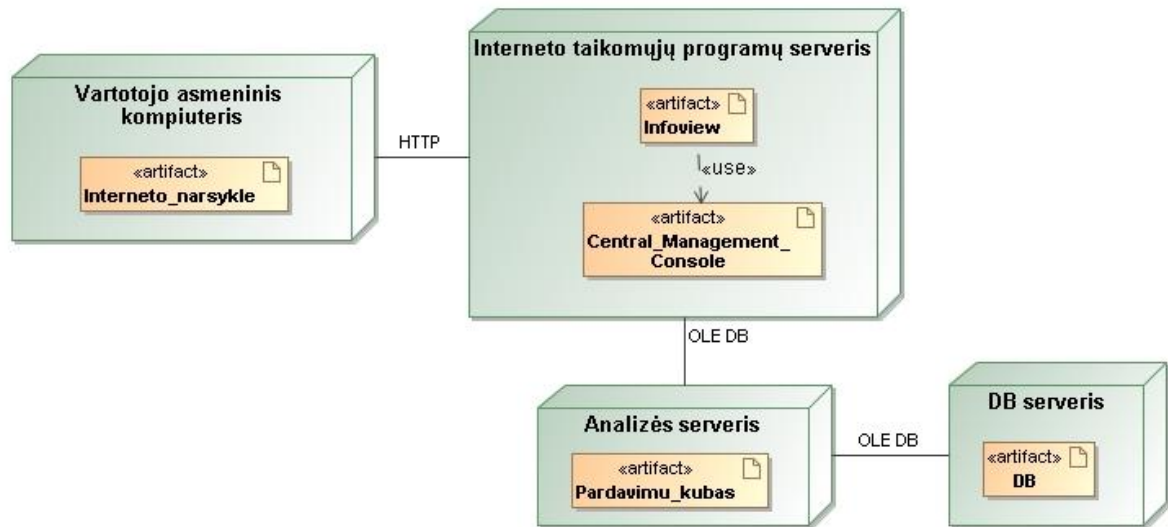 Vartotojo asmeninis
kompiuteris
«artifact»
Interneto_narsykle
HTTP
Interneto taikomųjų programų serveris
«artifact»
Infoview
«use»
«artifact»
Central_Management_
Console
OLE DB
Analizės serveris
«artifact»
Pardavimu_kubas
OLE DB
DB serveris
«artifact»
DB